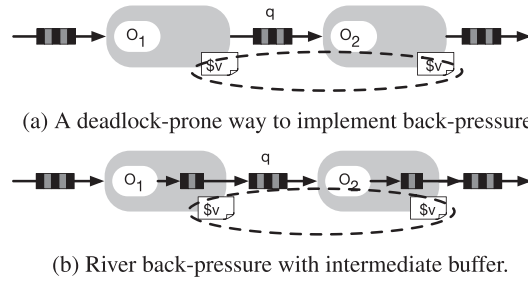 q
O1
O2
$v
$v
(a) A deadlock-prone way to implement back-pressure
q
O1
O2
$v
$v
(b) River back-pressure with intermediate buffer.